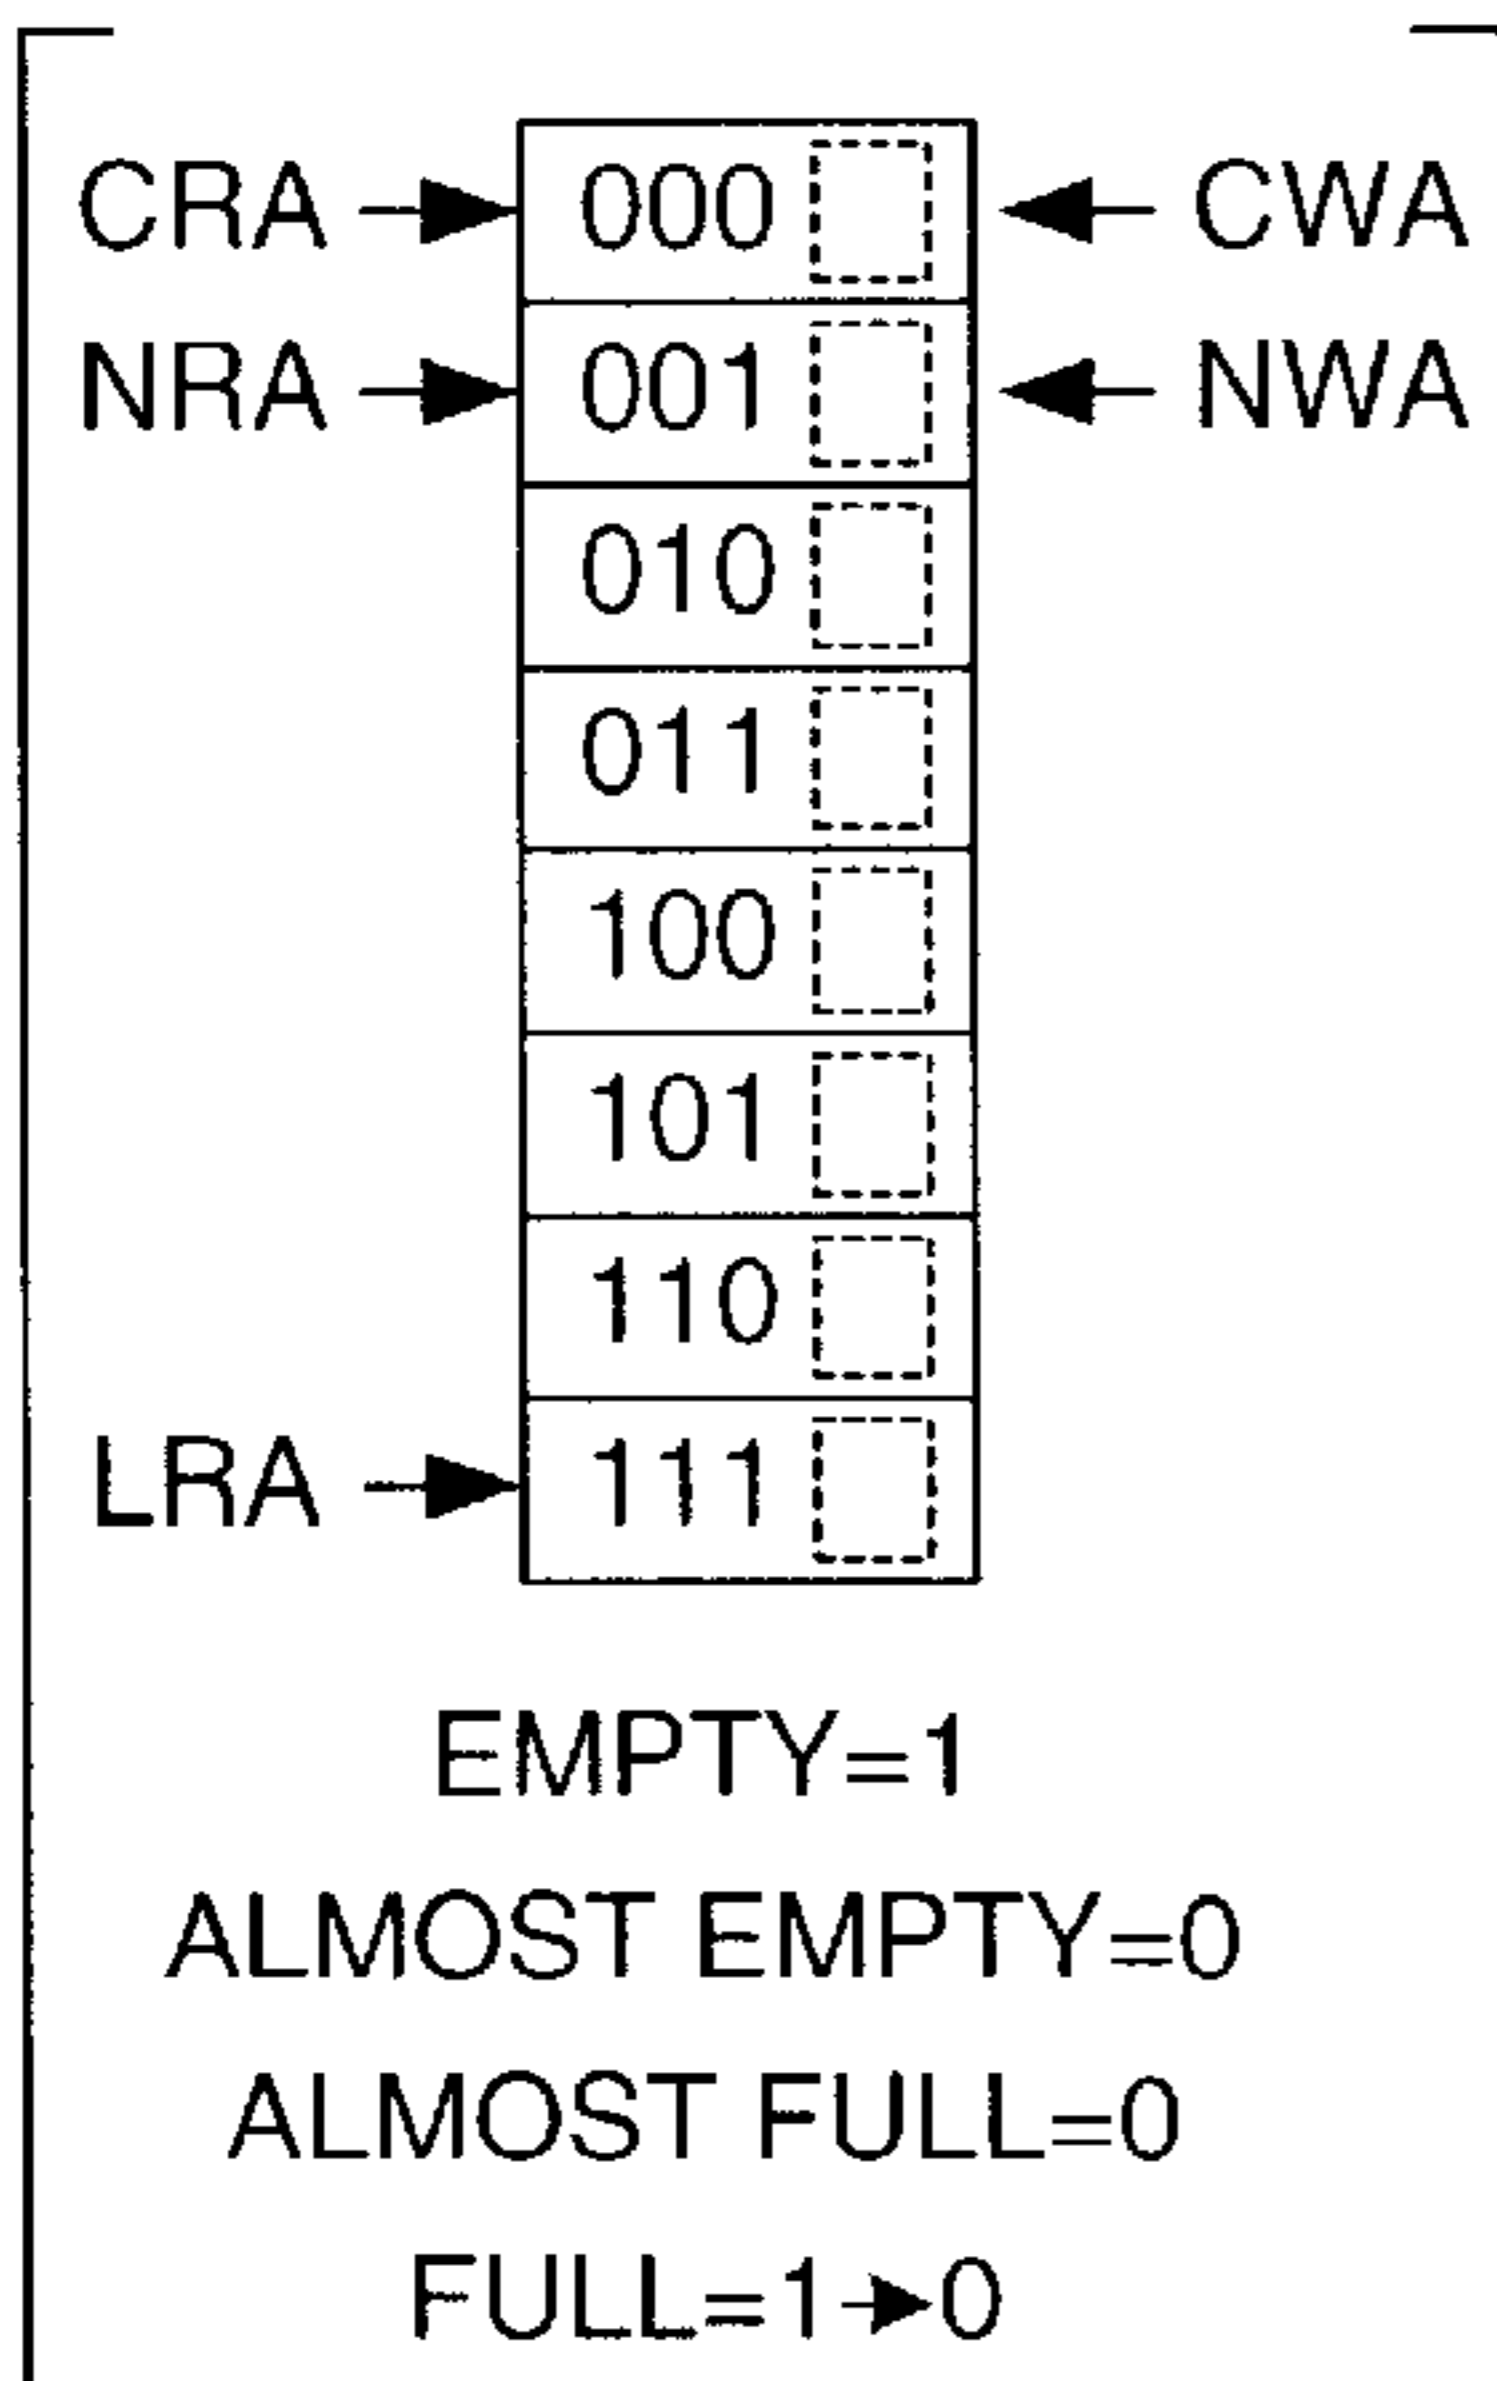 CRA 000 CWA
NRA 001 NWA
010
011
100
101
110
LRA 111
EMPTY=1
ALMOST EMPTY=0
ALMOST FULL=0
FULL=1→0